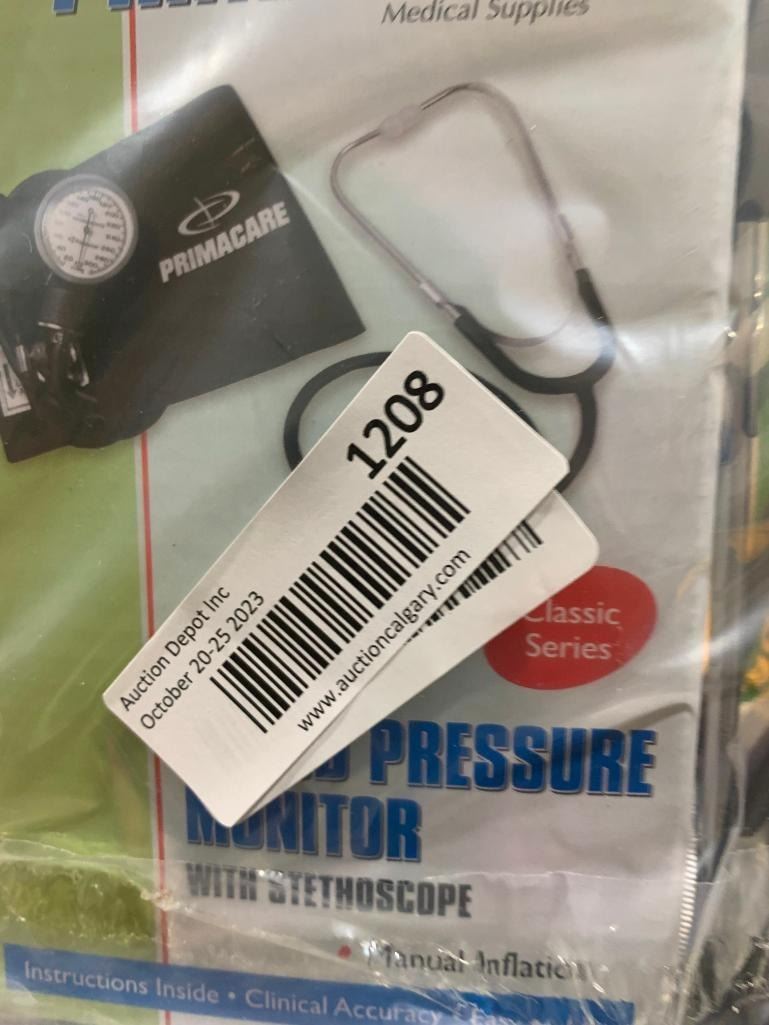 Medical Supplies
PRIMACARE
1208
Auction Depot Inc
October 20-25 2023
www.auctioncalgary.com
Classic
Series
PRESSURE
MONITOR
WITH STETHOSCOPE
• Manual Inflation
Instructions Inside • Clinical Accuracy •